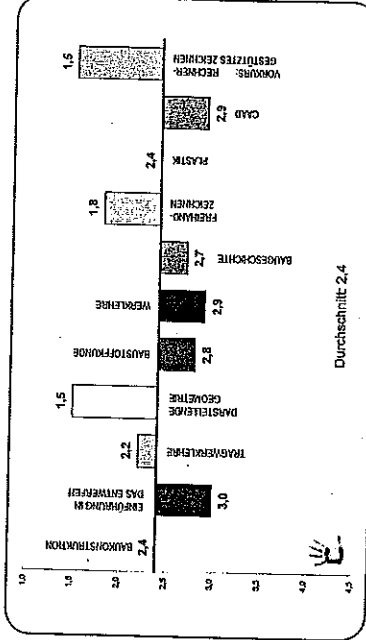 1,0
1,5
2,0
2,5
3,0
3,5
4,0
4,5
BAUKONSTRUKTION
2,4
EINFÜHRUNG IN
DAS ENTWERFEN
3,0
TRAGWERKLEHRE
2,2
DARSTELLENDE
GEOMETRIE
1,5
BAUSTOFFKUNDE
2,8
WERKLEHRE
2,9
BAUGESCHICHTE
2,7
FREIHAND-
ZEICHNEN
1,8
PLASTIK
2,4
CAAD
2,9
VORKURS: RECHNER-
GESTÜTZTES ZEICHNEN
1,5
Durchschnitt: 2,4